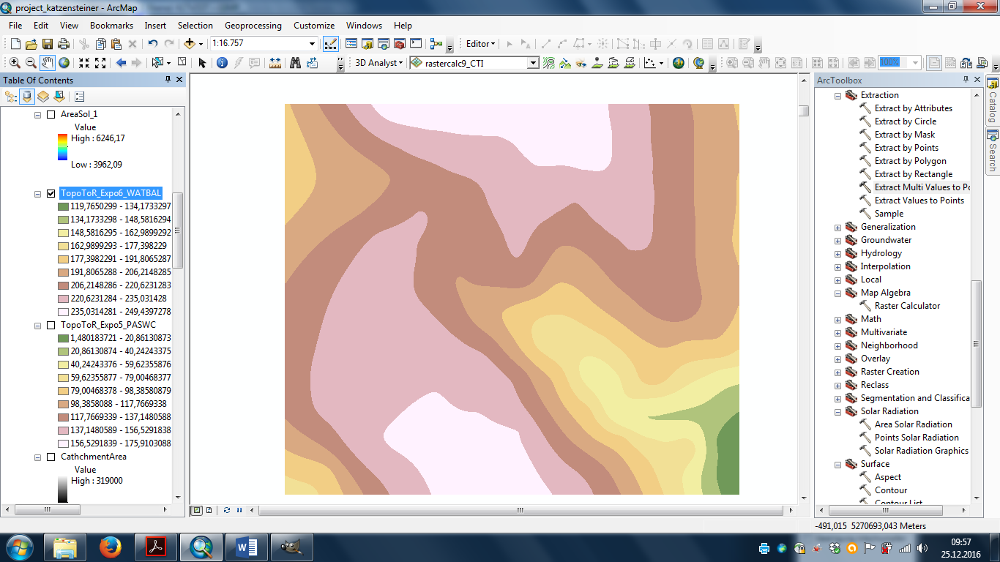 project_katzensteiner - ArcMap
File Edit View Bookmarks Insert Selection Geoprocessing Customize Windows Help
1:16.757 Editor
3D Analyst rastercalc9_CTI 100%
Table Of Contents
AreaSol_1
Value
High : 6246,17
Low : 3962,09
TopoToR_Expo6_WATBAL
119,7650299 - 134,1733297
134,1733298 - 148,5816294
148,5816295 - 162,9899292
162,9899293 - 177,398229
177,3982291 - 191,8065287
191,8065288 - 206,2148285
206,2148286 - 220,6231283
220,6231284 - 235,031428
235,0314281 - 249,4397278
TopoToR_Expo5_PASWC
1,480183721 - 20,86130873
20,86130874 - 40,24243375
40,24243376 - 59,62355876
59,62355877 - 79,00468377
79,00468378 - 98,38580879
98,3858088 - 117,7669338
117,7669339 - 137,1480588
137,1480589 - 156,5291838
156,5291839 - 175,9103088
CathchmentArea
Value
High : 319000
ArcToolbox
Extraction
Extract by Attributes
Extract by Circle
Extract by Mask
Extract by Points
Extract by Polygon
Extract by Rectangle
Extract Multi Values to Po
Extract Values to Points
Sample
Generalization
Groundwater
Hydrology
Interpolation
Local
Map Algebra
Raster Calculator
Math
Multivariate
Neighborhood
Overlay
Raster Creation
Reclass
Segmentation and Classifica
Solar Radiation
Area Solar Radiation
Points Solar Radiation
Solar Radiation Graphics
Surface
Aspect
Contour
Contour List
Catalog
Search
-491,015 5270693,043 Meters
09:57
25.12.2016